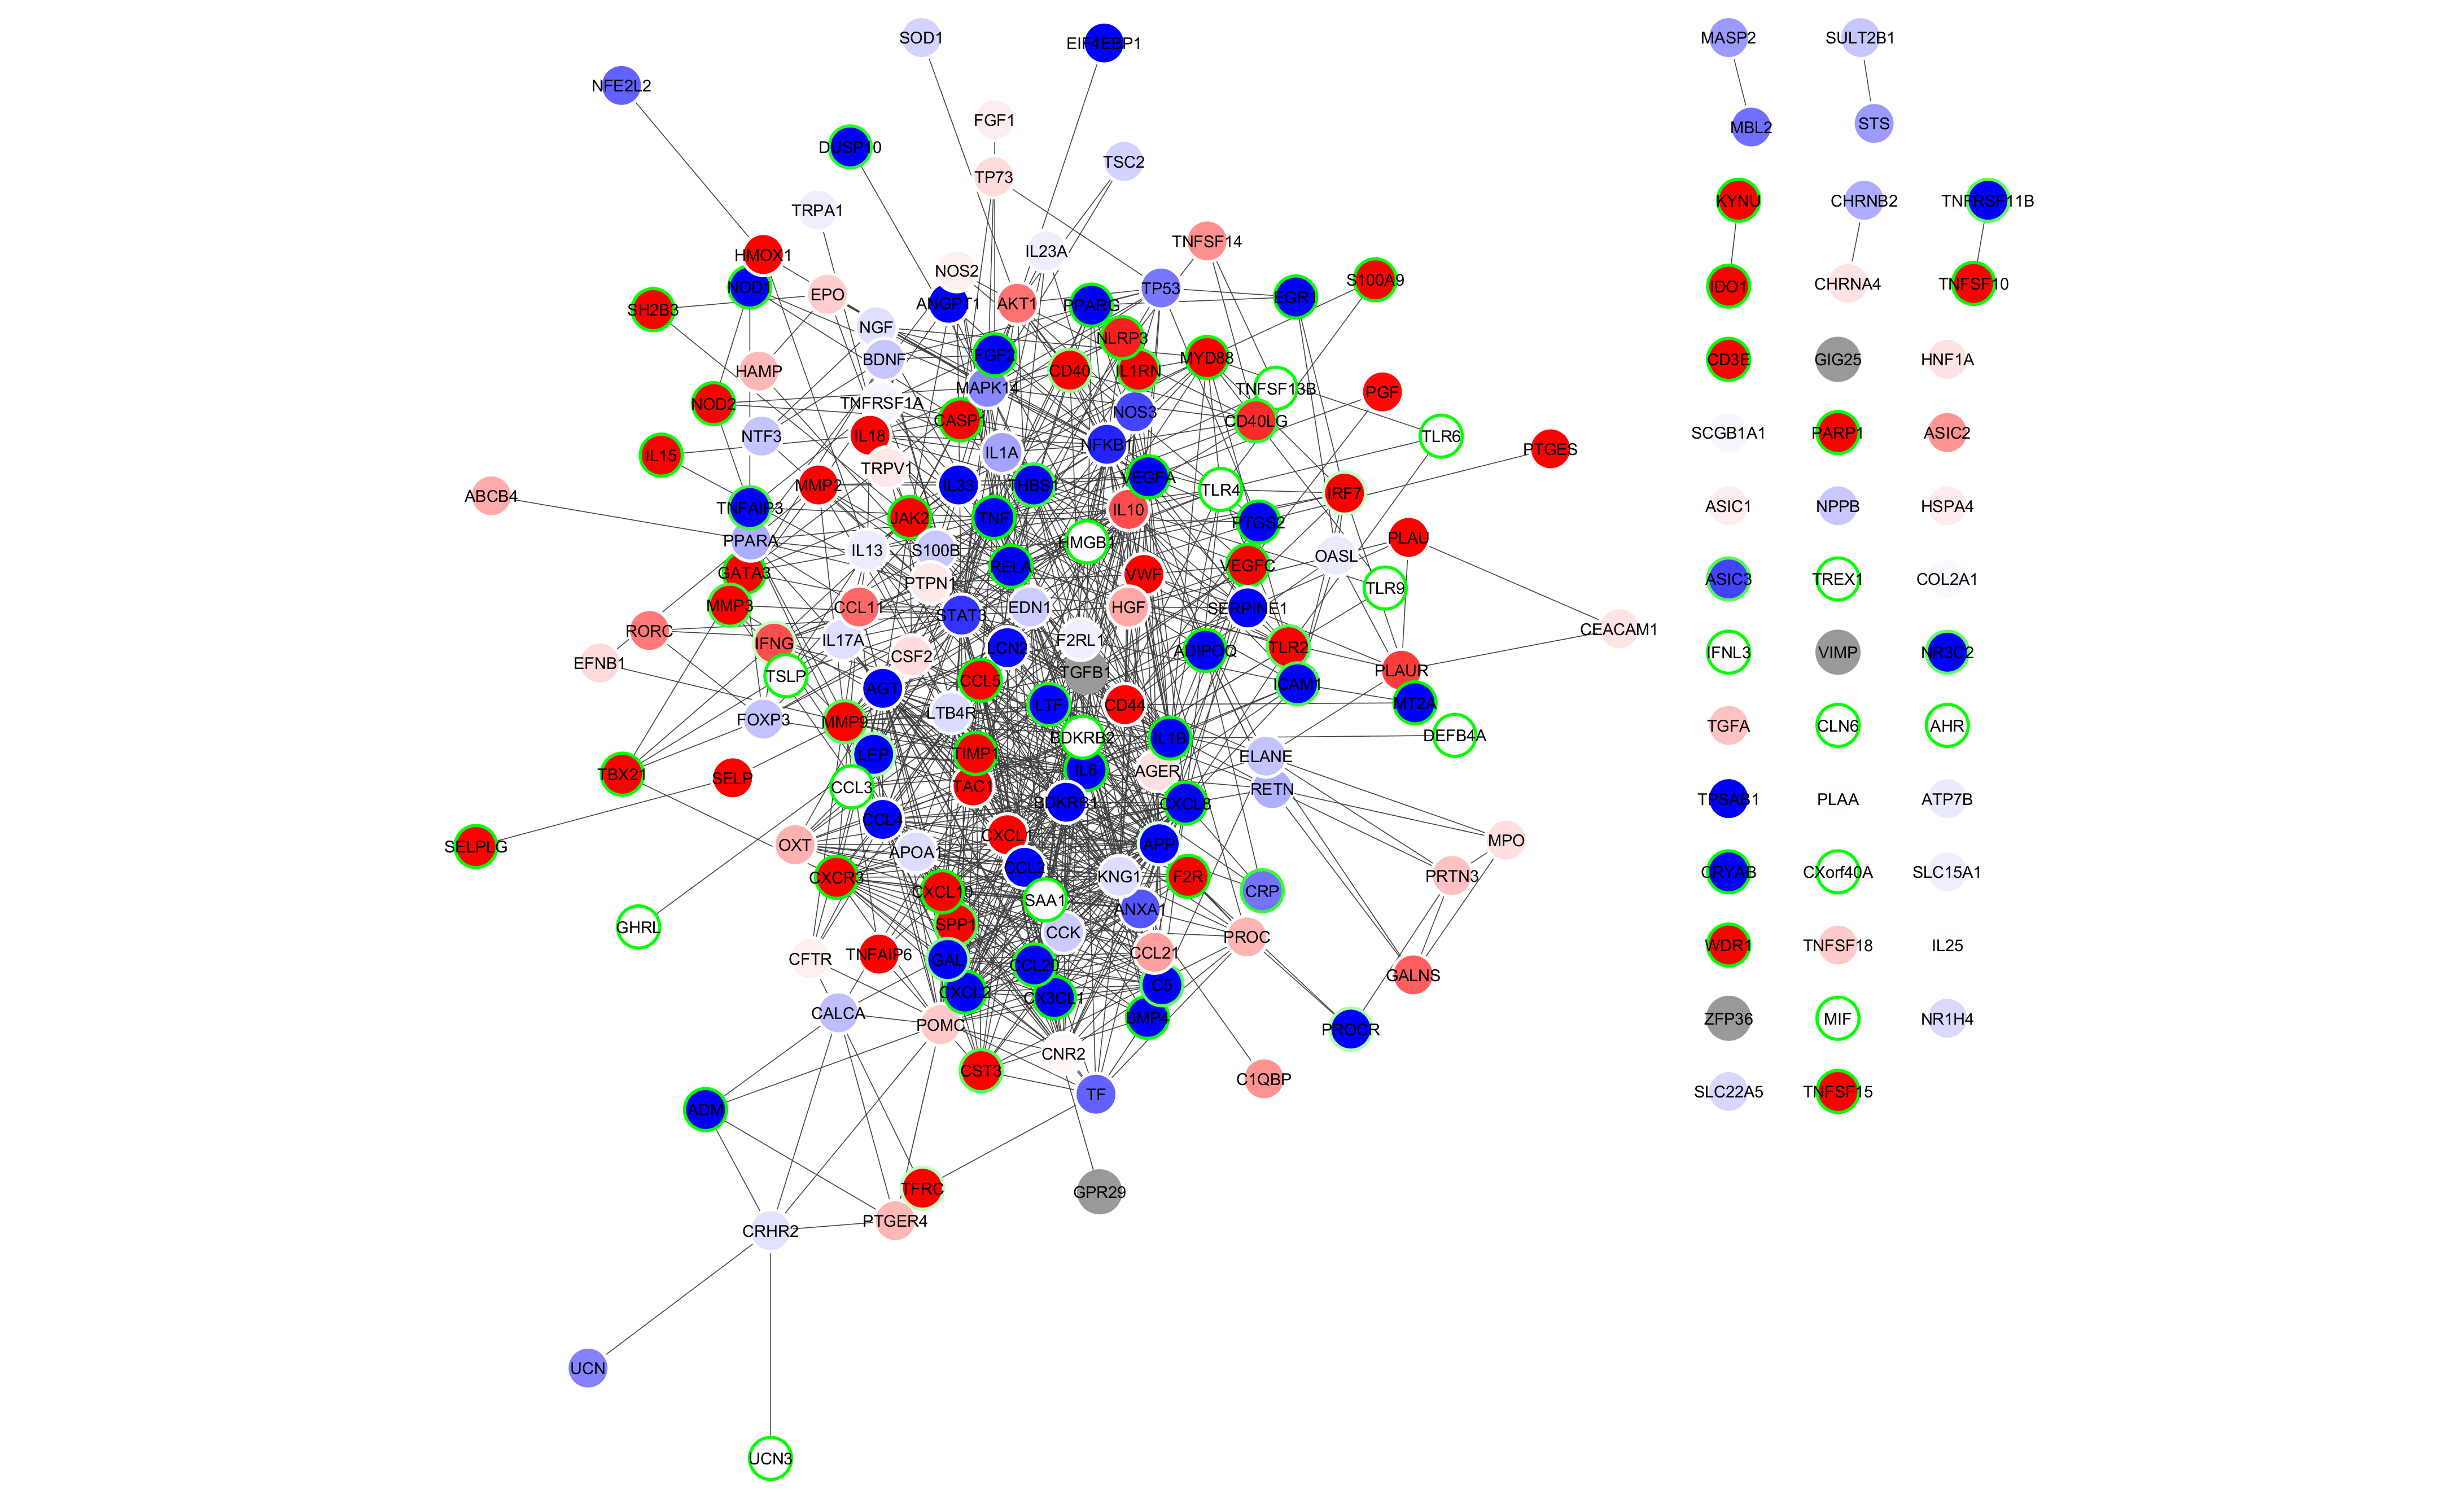 SOD1
EIF4EBP1
MASP2
SULT2B1
NFE2L2
FGF1
MBL2
STS
DUSP10
TSC2
TP73
KYNU
CHRNB2
TNFRSF11B
TRPA1
TNFSF14
IL23A
HMOX1
NOS2
S100A9
IDO1
CHRNA4
TNFSF10
NOD1
EPO
TP53
EGR1
SH2B3
ANGPT1
AKT1
PPARG
NGF
NLRP3
FGF2
BDNF
MYD88
CD3E
GIG25
HNF1A
HAMP
CD40
IL1RN
MAPK14
TNFSF13B
PGF
NOD2
TNFRSF1A
NOS3
CASP1
CD40LG
SCGB1A1
PARP1
ASIC2
NTF3
IL18
NFKB1
TLR6
IL15
IL1A
PTGES
TRPV1
VEGFA
ABCB4
MMP2
IL33
THBS1
TLR4
IRF7
ASIC1
NPPB
HSPA4
TNFAIP3
JAK2
TNF
IL10
PTGS2
PPARA
IL13
S100B
HMGB1
PLAU
OASL
GATA3
PTPN1
RELA
VWF
VEGFC
ASIC3
TREX1
COL2A1
TLR9
MMP3
CCL11
STAT3
EDN1
HGF
SERPINE1
RORC
IFNG
IL17A
F2RL1
CEACAM1
EFNB1
CSF2
LCN2
ADIPOQ
TLR2
IFNL3
VIMP
NR3C2
TSLP
CCL5
TGFB1
PLAUR
AGT
ICAM1
FOXP3
LTB4R
LTF
CD44
MT2A
MMP9
TGFA
CLN6
AHR
BDKRB2
IL1B
DEFB4A
LEP
TIMP1
ELANE
TBX21
SELP
IL6
AGER
CCL3
TAC1
RETN
BDKRB1
CXCL8
TPSAB1
PLAA
ATP7B
CCL4
CXCL1
SELPLG
OXT
APOA1
APP
MPO
CCL2
CXCR3
KNG1
F2R
PRTN3
CRYAB
CXorf40A
SLC15A1
CXCL10
SAA1
CRP
ANXA1
GHRL
SPP1
CCK
PROC
WDR1
TNFSF18
IL25
CFTR
TNFAIP6
GAL
CCL21
CCL20
GALNS
CXCL2
CX3CL1
C5
CALCA
POMC
BMP4
PROCR
ZFP36
MIF
NR1H4
CNR2
CST3
C1QBP
TF
SLC22A5
TNFSF15
ADM
TFRC
GPR29
PTGER4
CRHR2
UCN
UCN3